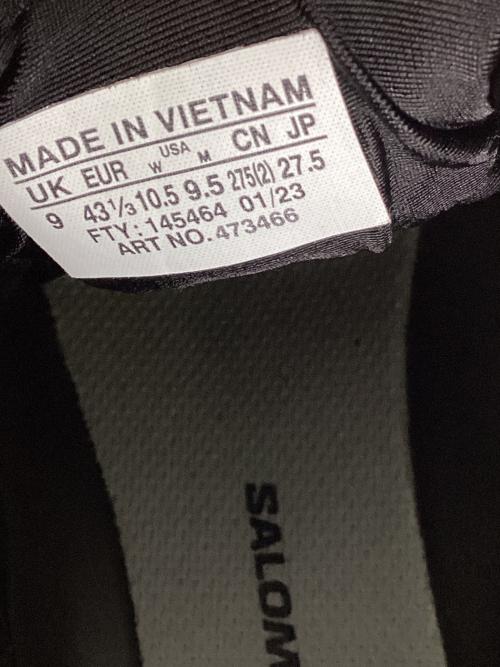 MADE IN VIETNAM
UK EUR USA CN JP
W M
9 43⅓ 10.5 9.5 275(2) 27.5
FTY: 145464 01/23
ART NO. 473466
SALOM